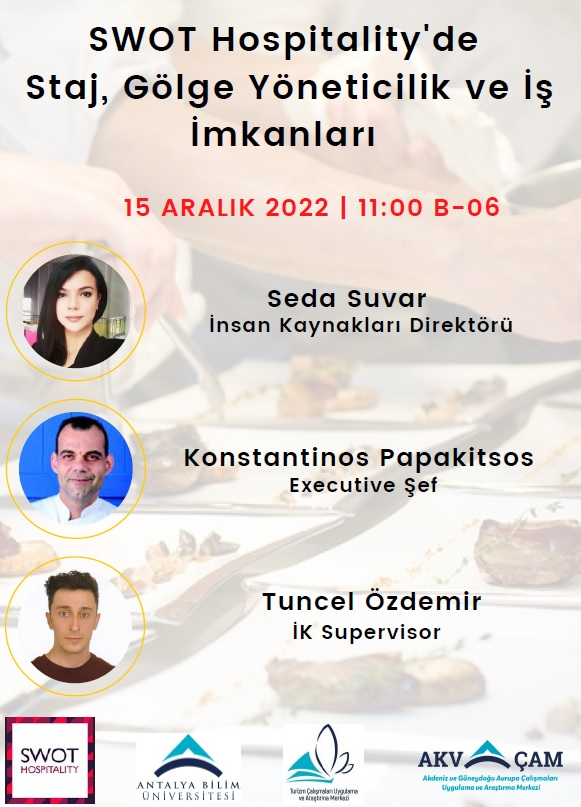 SWOT Hospitality'de
Staj, Gölge Yöneticilik ve İş
İmkanları
15 ARALIK 2022 | 11:00 B-06
Seda Suvar
İnsan Kaynakları Direktörü
Konstantinos Papakitsos
Executive Şef
Tuncel Özdemir
İK Supervisor
SWOT
HOSPITALITY
ANTALYA BİLİM
ÜNİVERSİTESİ
Turizm Çalışmaları Uygulama
ve Araştırma Merkezi
AKV ÇAM
Akdeniz ve Güneydoğu Avrupa Çalışmaları
Uygulama ve Araştırma Merkezi